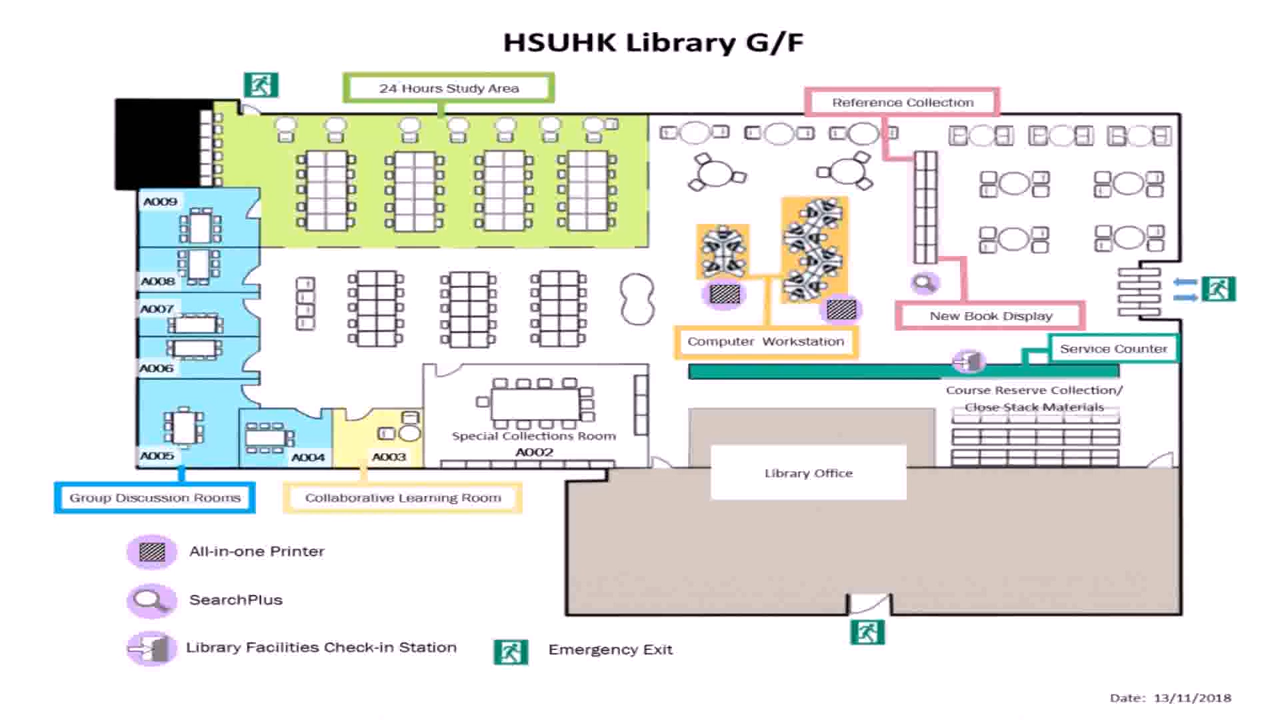 HSUHK Library G/F
24 Hours Study Area
Reference Collection
A009
A008
A007
A006
A005
A004
A003
New Book Display
Computer Workstation
Service Counter
Course Reserve Collection/
Close Stack Materials
Special Collections Room
A002
Library Office
Group Discussion Rooms
Collaborative Learning Room
All-in-one Printer
SearchPlus
Library Facilities Check-in Station
Emergency Exit
Date: 13/11/2018